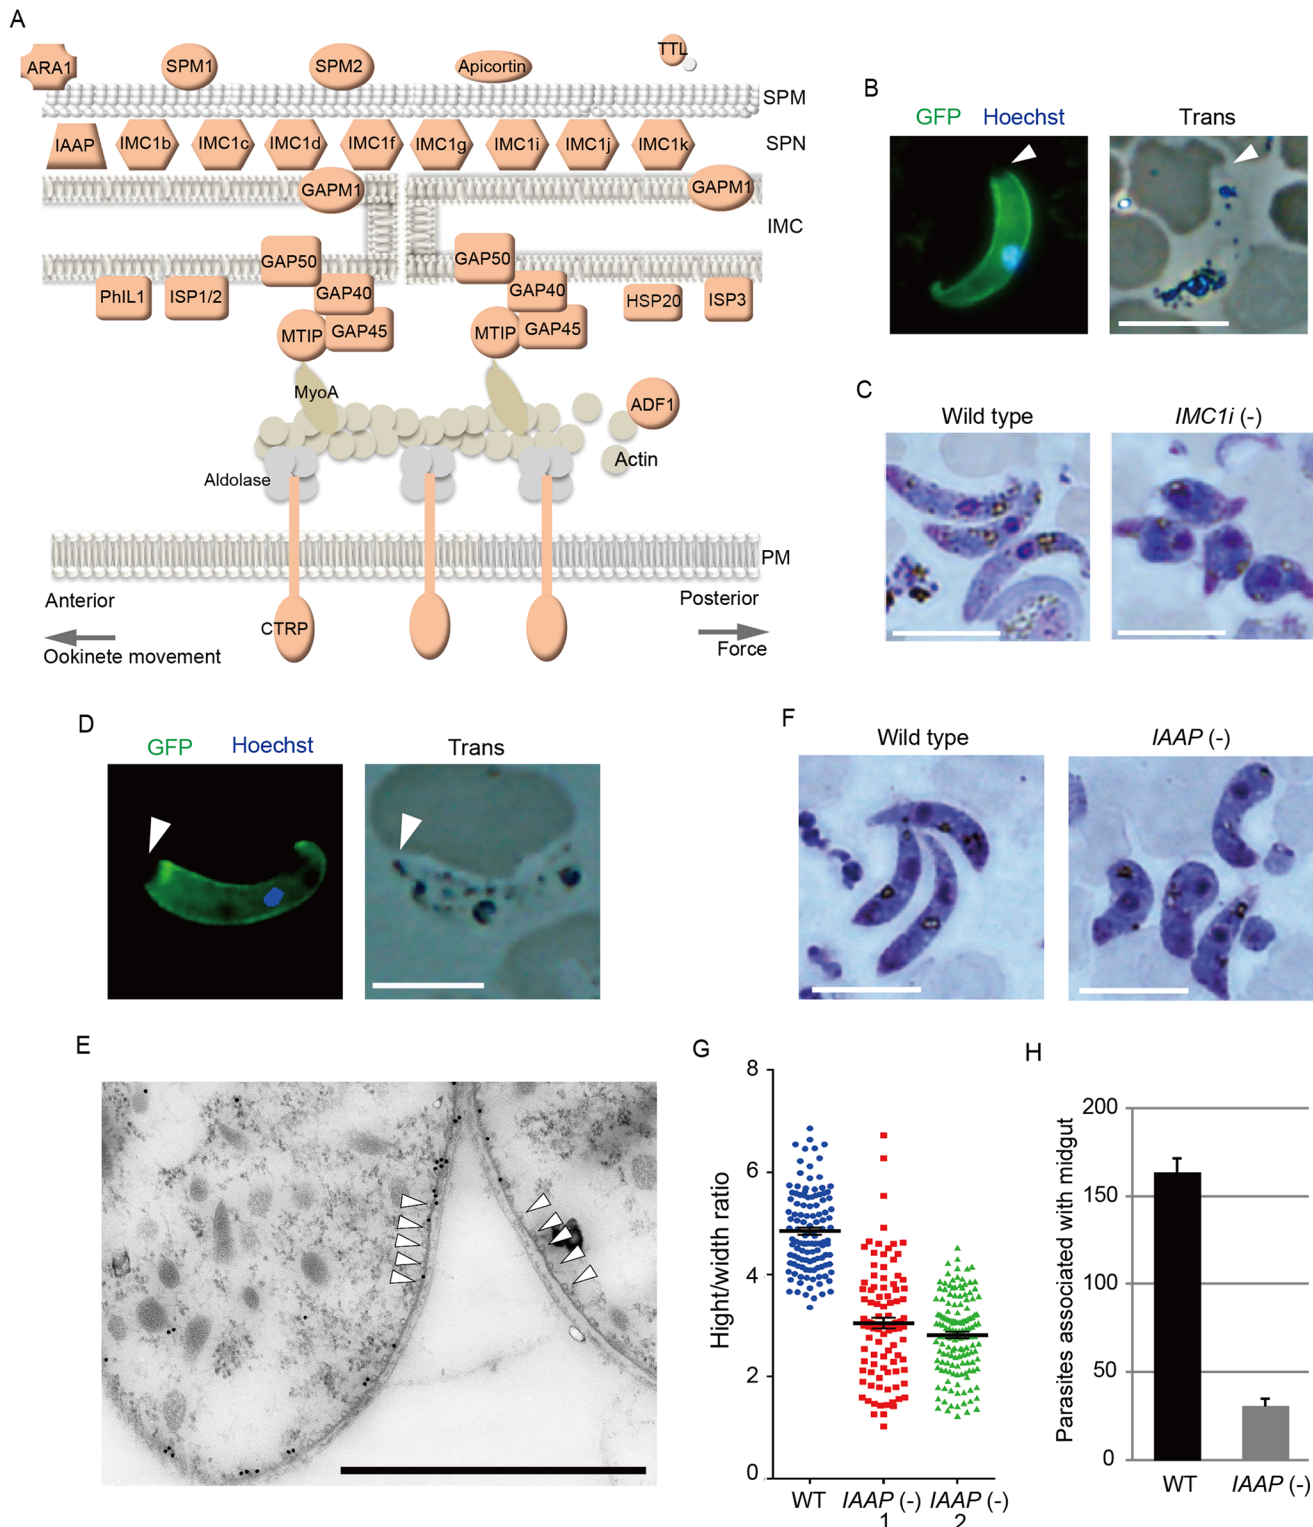 A
ARA1
SPM1
SPM2
Apicortin
TTL
SPM
IAAP
IMC1b
IMC1c
IMC1d
IMC1f
IMC1g
IMC1i
IMC1j
IMC1k
SPN
GAPM1
GAPM1
IMC
GAP50
GAP50
PhIL1
ISP1/2
GAP40
GAP40
HSP20
ISP3
MTIP
GAP45
MTIP
GAP45
MyoA
ADF1
Actin
Aldolase
PM
Anterior
Posterior
CTRP
Ookinete movement
Force
B
GFP Hoechst
Trans
C
Wild type
IMC1i (-)
D
GFP Hoechst
Trans
E
F
Wild type
IAAP (-)
G
Hight/width ratio
8
6
4
2
0
WT
IAAP (-)
1
IAAP (-)
2
H
Parasites associated with midgut
200
150
100
50
0
WT
IAAP (-)